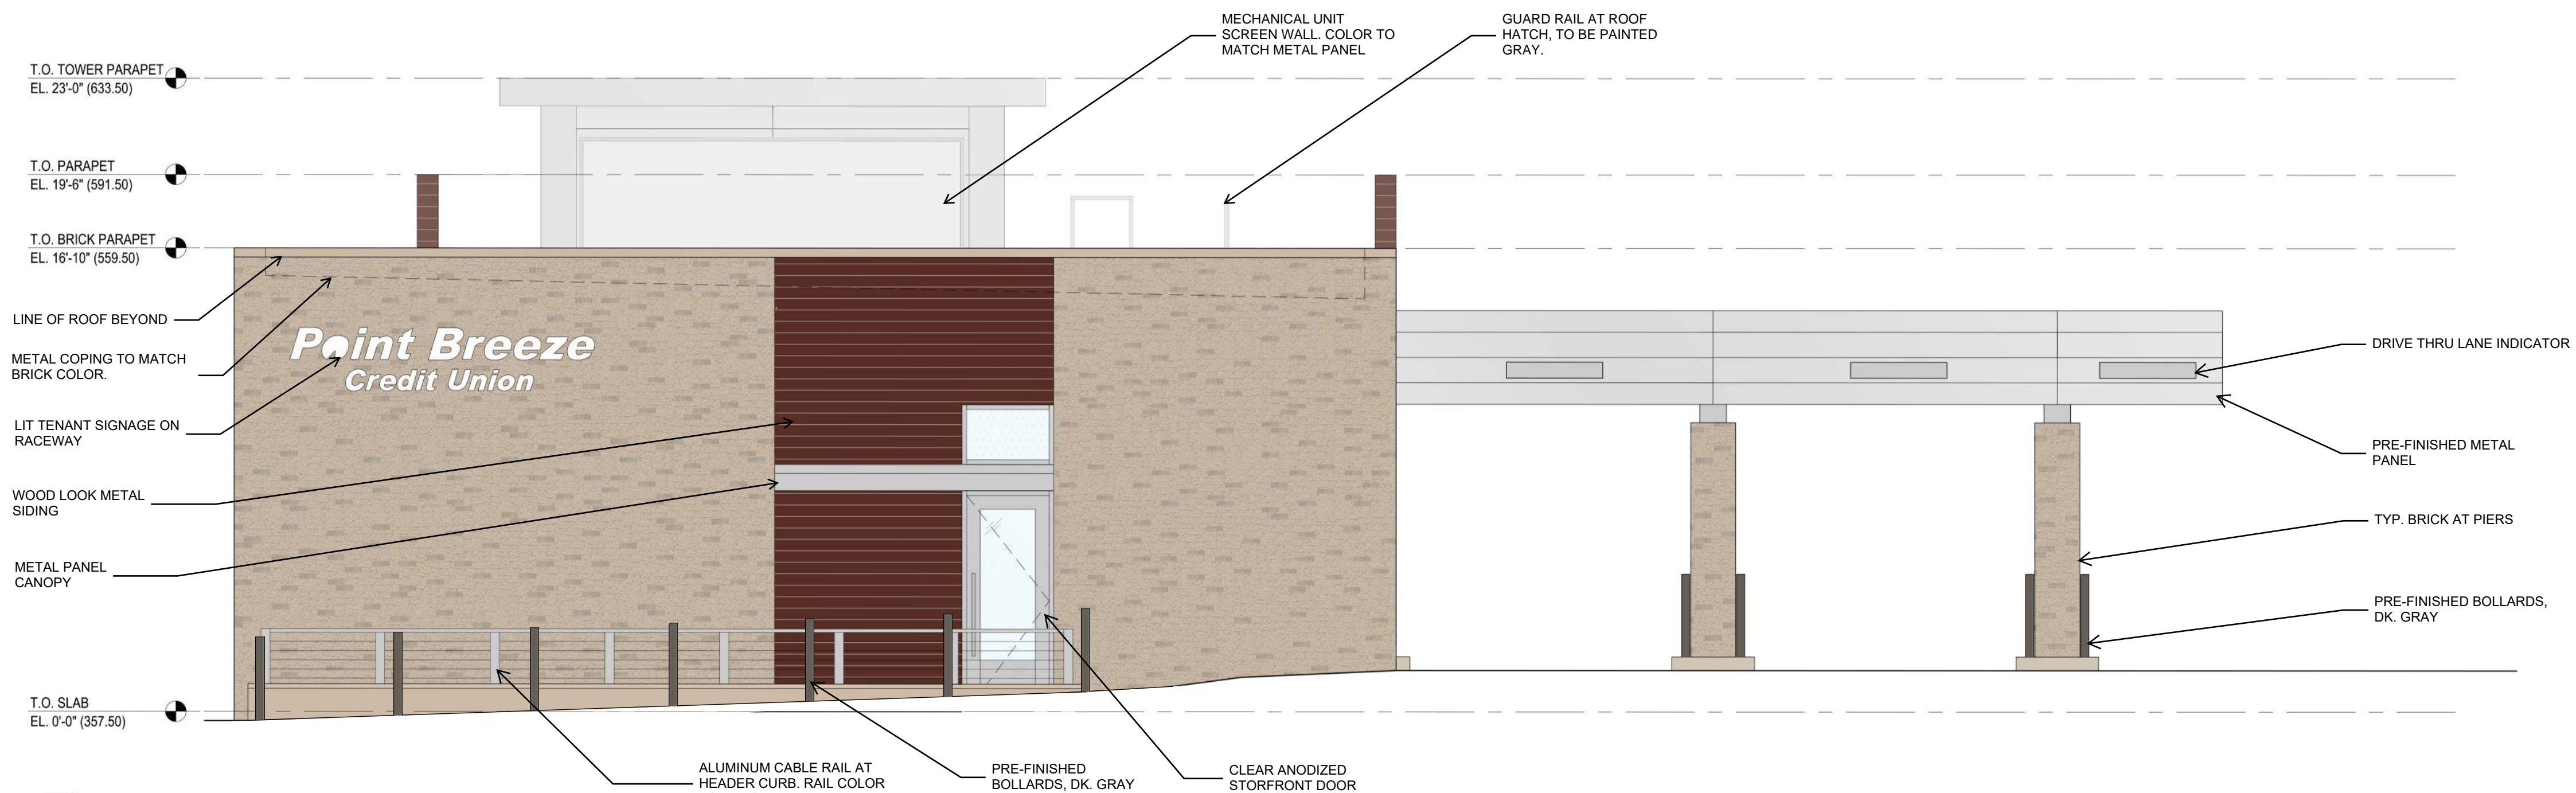 MECHANICAL UNIT
SCREEN WALL. COLOR TO
MATCH METAL PANEL
GUARD RAIL AT ROOF
HATCH, TO BE PAINTED
GRAY.
T.O. TOWER PARAPET
EL. 23'-0" (633.50)
T.O. PARAPET
EL. 19'-6" (591.50)
T.O. BRICK PARAPET
EL. 16'-10" (559.50)
LINE OF ROOF BEYOND
METAL COPING TO MATCH
BRICK COLOR.
LIT TENANT SIGNAGE ON
RACEWAY
WOOD LOOK METAL
SIDING
METAL PANEL
CANOPY
T.O. SLAB
EL. 0'-0" (357.50)
Point Breeze
Credit Union
DRIVE THRU LANE INDICATOR
PRE-FINISHED METAL
PANEL
TYP. BRICK AT PIERS
PRE-FINISHED BOLLARDS,
DK. GRAY
ALUMINUM CABLE RAIL AT
HEADER CURB. RAIL COLOR
PRE-FINISHED
BOLLARDS, DK. GRAY
CLEAR ANODIZED
STORFRONT DOOR